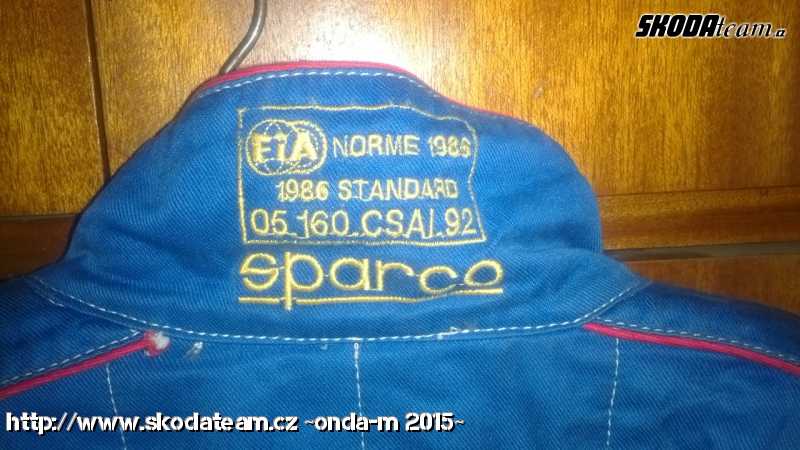 SKODAteam.cz
FIA NORME 1986
1986 STANDARD
05.160.CSAI.92
sparco
http://www.skodateam.cz ~onda-m 2015~